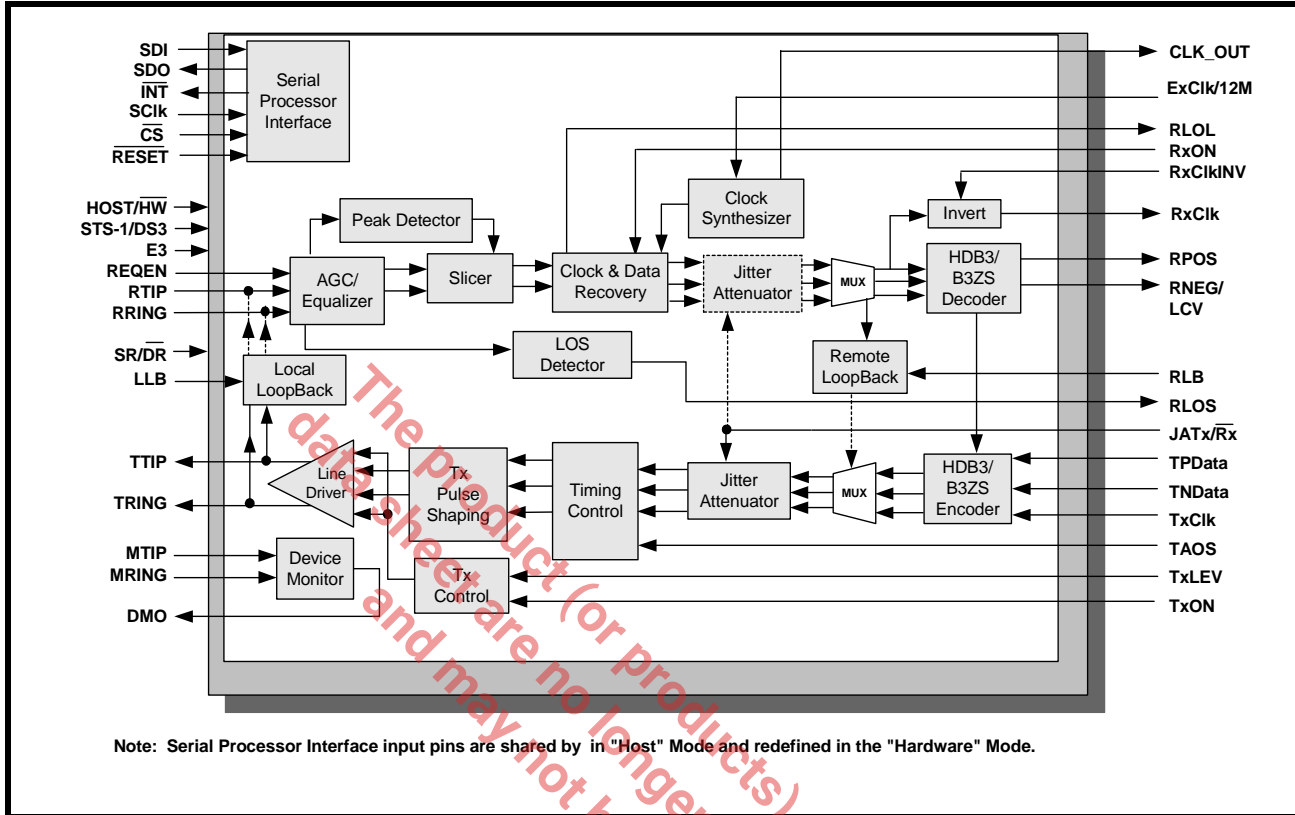 SDI
SDO
INT
SClk
CS
RESET
HOST/HW
STS-1/DS3
E3
REQEN
RTIP
RRING
SR/DR
LLB
TTIP
TRING
MTIP
MRING
DMO
Serial
Processor
Interface
Peak Detector
AGC/
Equalizer
Slicer
Clock & Data
Recovery
Clock
Synthesizer
Jitter
Attenuator
MUX
Invert
HDB3/
B3ZS
Decoder
LOS
Detector
Remote
LoopBack
Local
LoopBack
Line
Driver
Tx
Pulse
Shaping
Timing
Control
Jitter
Attenuator
MUX
HDB3/
B3ZS
Encoder
Device
Monitor
Tx
Control
CLK_OUT
ExClk/12M
RLOL
RxON
RxClkINV
RxClk
RPOS
RNEG/
LCV
RLB
RLOS
JATx/Rx
TPData
TNData
TxClk
TAOS
TxLEV
TxON
The product (or products)
data sheet are no longer
and may not b
Note: Serial Processor Interface input pins are shared by in "Host" Mode and redefined in the "Hardware" Mode.